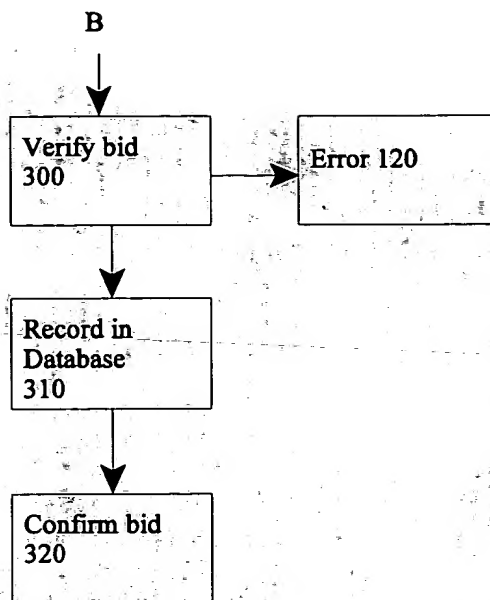 B
Verify bid
300
Error 120
Record in
Database
310
Confirm bid
320